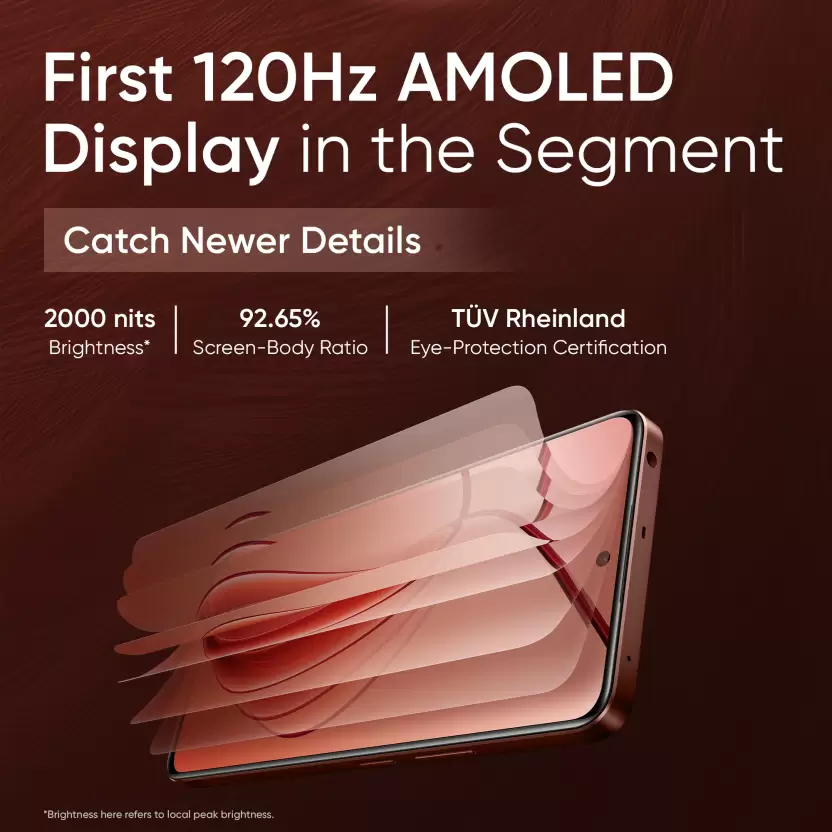 First 120Hz AMOLED
Display in the Segment
Catch Newer Details
2000 nits
Brightness*
92.65%
Screen-Body Ratio
TÜV Rheinland
Eye-Protection Certification
*Brightness here refers to local peak brightness.